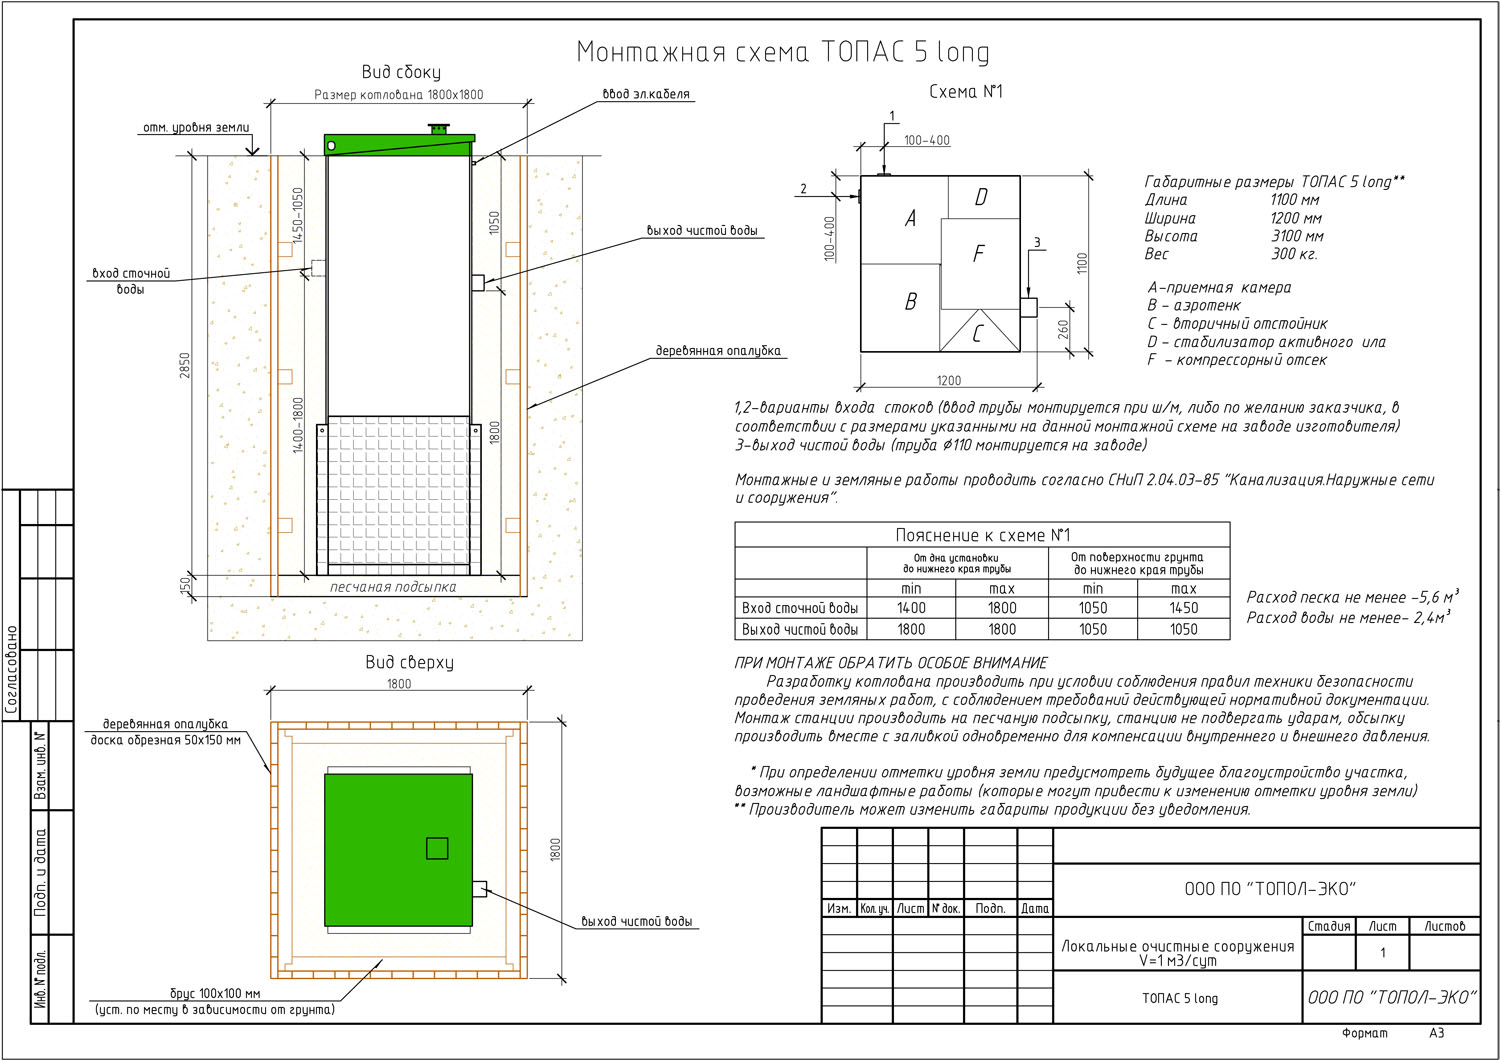 Монтажная схема ТОПАС 5 long
Вид сбоку
Размер котлована 1800х1800
ввод эл.кабеля
отм. уровня земли
1450-1050
1050
выход чистой воды
вход сточной
воды
2850
деревянная опалубка
1400-1800
1800
150
песчаная подсыпка
Вид сверху
1800
деревянная опалубка
доска обрезная 50х150 мм
1800
выход чистой воды
брус 100х100 мм
(уст. по месту в зависимости от грунта)
Схема №1
1
100-400
2
100-400
A
D
F
3
B
C
1100
260
1200
Габаритные размеры ТОПАС 5 long**
Длина 1100 мм
Ширина 1200 мм
Высота 3100 мм
Вес 300 кг.
А-приемная камера
В - аэротенк
С - вторичный отстойник
D - стабилизатор активного ила
F - компрессорный отсек
1,2-варианты входа стоков (ввод трубы монтируется при ш/м, либо по желанию заказчика, в
соответствии с размерами указанными на данной монтажной схеме на заводе изготовителя)
3-выход чистой воды (труба ф110 монтируется на заводе)
Монтажные и земляные работы проводить согласно СНиП 2.04.03-85 "Канализация.Наружные сети
и сооружения".
Пояснение к схеме №1
От дна установки
до нижнего края трубы
От поверхности грунта
до нижнего края трубы
min max min max
Вход сточной воды 1400 1800 1050 1450
Выход чистой воды 1800 1800 1050 1050
Расход песка не менее -5,6 м³
Расход воды не менее- 2,4м³
ПРИ МОНТАЖЕ ОБРАТИТЬ ОСОБОЕ ВНИМАНИЕ
Разработку котлована производить при условии соблюдения правил техники безопасности
проведения земляных работ, с соблюдением требований действующей нормативной документации.
Монтаж станции производить на песчаную подсыпку, станцию не подвергать ударам, обсыпку
производить вместе с заливкой одновременно для компенсации внутреннего и внешнего давления.
* При определении отметки уровня земли предусмотреть будущее благоустройство участка,
возможные ландшафтные работы (которые могут привести к изменению отметки уровня земли)
** Производитель может изменить габариты продукции без уведомления.
Изм. Кол. уч. Лист № док. Подп. Дата
ООО ПО "ТОПОЛ-ЭКО"
Локальные очистные сооружения
V=1 м3/сут
Стадия Лист Листов
1
ТОПАС 5 long
ООО ПО "ТОПОЛ-ЭКО"
Формат А3
Согласовано
Взам. инв. №
Подп. и дата
Инв. № подл.